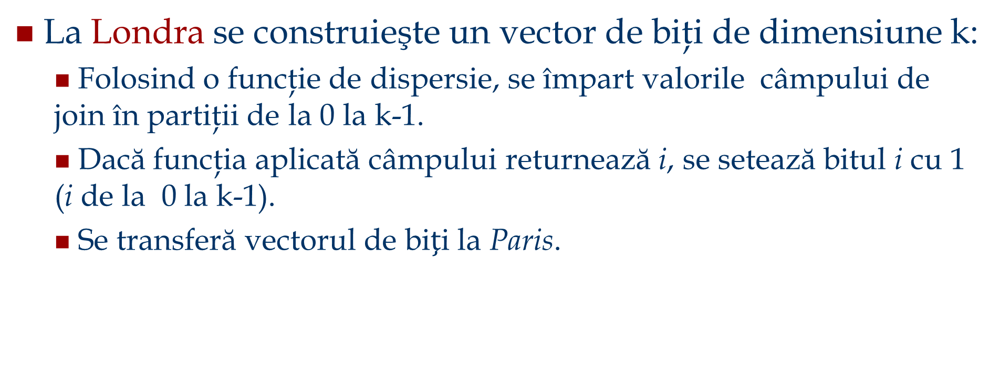 La Londra se construieşte un vector de biți de dimensiune k:
Folosind o funcție de dispersie, se împart valorile câmpului de
join în partiții de la 0 la k-1.
Dacă funcția aplicată câmpului returnează i, se setează bitul i cu 1
(i de la 0 la k-1).
Se transferă vectorul de biţi la Paris.